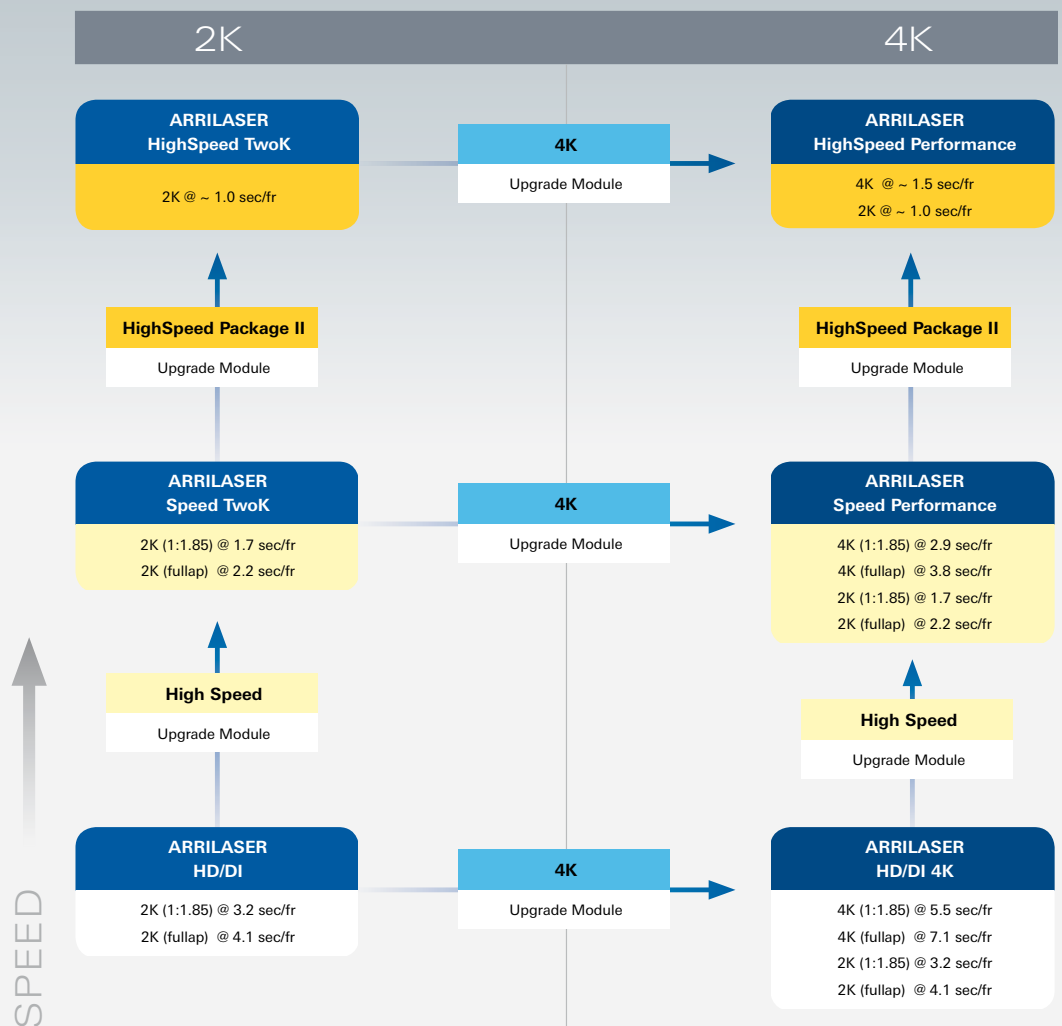 2K
4K
ARRILASER
HighSpeed TwoK
2K @ ~ 1.0 sec/fr
4K
Upgrade Module
ARRILASER
HighSpeed Performance
4K @ ~ 1.5 sec/fr
2K @ ~ 1.0 sec/fr
HighSpeed Package II
Upgrade Module
HighSpeed Package II
Upgrade Module
ARRILASER
Speed TwoK
2K (1:1.85) @ 1.7 sec/fr
2K (fullap) @ 2.2 sec/fr
4K
Upgrade Module
ARRILASER
Speed Performance
4K (1:1.85) @ 2.9 sec/fr
4K (fullap) @ 3.8 sec/fr
2K (1:1.85) @ 1.7 sec/fr
2K (fullap) @ 2.2 sec/fr
High Speed
Upgrade Module
High Speed
Upgrade Module
ARRILASER
HD/DI
2K (1:1.85) @ 3.2 sec/fr
2K (fullap) @ 4.1 sec/fr
4K
Upgrade Module
ARRILASER
HD/DI 4K
4K (1:1.85) @ 5.5 sec/fr
4K (fullap) @ 7.1 sec/fr
2K (1:1.85) @ 3.2 sec/fr
2K (fullap) @ 4.1 sec/fr
SPEED